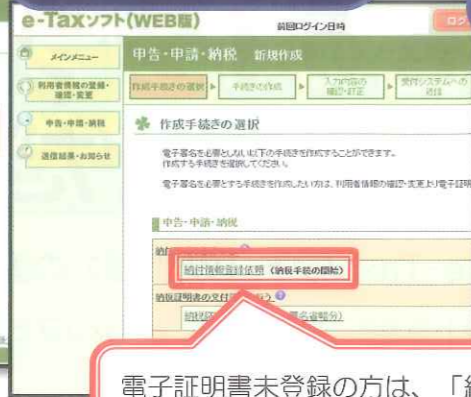 e-Taxソフト(WEB版)
前回ログイン日時
ログ
メインメニュー
利用者情報の登録・
確認・変更
申告・申請・納税
送信結果・お知らせ
申告・申請・納税 新規作成
作成手続きの選択
手続きの作成
入力内容の
確認・訂正
受付システムへの
送信
作成手続きの選択
電子署名を必要としない以下の手続きを作成することができます。
作成する手続きを選択してください。
電子署名を必要とする手続きを作成したい方は、利用者情報の確認・変更より電子証明
申告・申請・納税
納付情報登録依頼 (納税手続の開始)
納税証明書の交付
電子証明書未登録の方は、「納